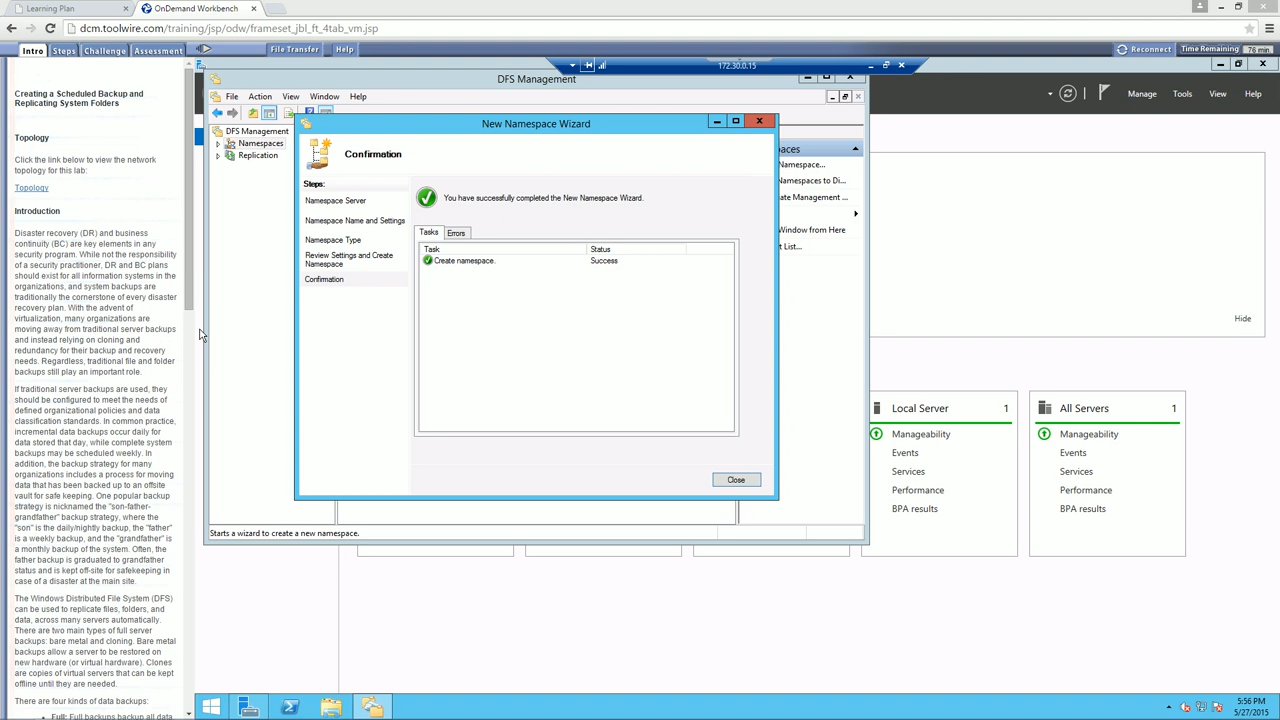 Learning Plan
OnDemand Workbench
dcm.toolwire.com/training/jsp/odw/frameset_jbl_ft_4tab_vm.jsp
Intro
Steps
Challenge
Assessment
File Transfer
Help
Reconnect
Time Remaining
76 min
Creating a Scheduled Backup and
Replicating System Folders
Topology
Click the link below to view the network
topology for this lab:
Topology
Introduction
Disaster recovery (DR) and business
continuity (BC) are key elements in any
security program. While not the responsibility
of a security practitioner, DR and BC plans
should exist for all information systems in the
organizations, and system backups are
traditionally the cornerstone of every disaster
recovery plan. With the advent of
virtualization, many organizations are
moving away from traditional server backups
and instead relying on cloning and
redundancy for their backup and recovery
needs. Regardless, traditional file and folder
backups still play an important role.
If traditional server backups are used, they
should be configured to meet the needs of
defined organizational policies and data
classification standards. In common practice,
incremental data backups occur daily for
data stored that day, while complete system
backups may be scheduled weekly. In
addition, the backup strategy for many
organizations includes a process for moving
data that has been backed up to an offsite
vault for safe keeping. One popular backup
strategy is nicknamed the "son-father-
grandfather" backup strategy, where the
"son" is the daily/nightly backup, the "father"
is a weekly backup, and the "grandfather" is
a monthly backup of the system. Often, the
father backup is graduated to grandfather
status and is kept off-site for safekeeping in
case of a disaster at the main site.
The Windows Distributed File System (DFS)
can be used to replicate files, folders, and
data, across many servers automatically.
There are two main types of full server
backups: bare metal and cloning. Bare metal
backups allow a server to be restored on
new hardware (or virtual hardware). Clones
are copies of virtual servers that can be kept
offline until they are needed.
There are four kinds of data backups:
• Full: Full backups backup all data
172.30.0.15
DFS Management
File
Action
View
Window
Help
DFS Management
Namespaces
Replication
New Namespace Wizard
Confirmation
Steps:
Namespace Server
Namespace Name and Settings
Namespace Type
Review Settings and Create
Namespace
Confirmation
You have successfully completed the New Namespace Wizard.
Tasks
Errors
Task
Status
Create namespace.
Success
Close
Starts a wizard to create a new namespace.
aces
Namespace...
Namespaces to Di...
ate Management ...
Window from Here
t List...
Manage
Tools
View
Help
Hide
Local Server
1
Manageability
Events
Services
Performance
BPA results
All Servers
1
Manageability
Events
Services
Performance
BPA results
5:56 PM
5/27/2015